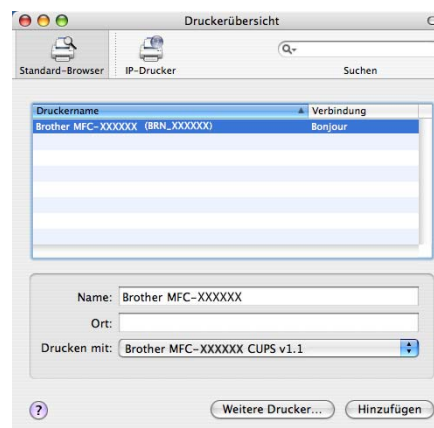 Druckerübersicht
Standard-Browser IP-Drucker Suchen
Druckername Verbindung
Brother MFC-XXXXXX (BRN_XXXXXX) Bonjour
Name: Brother MFC-XXXXXX
Ort:
Drucken mit: Brother MFC-XXXXXX CUPS v1.1
? Weitere Drucker... Hinzufügen